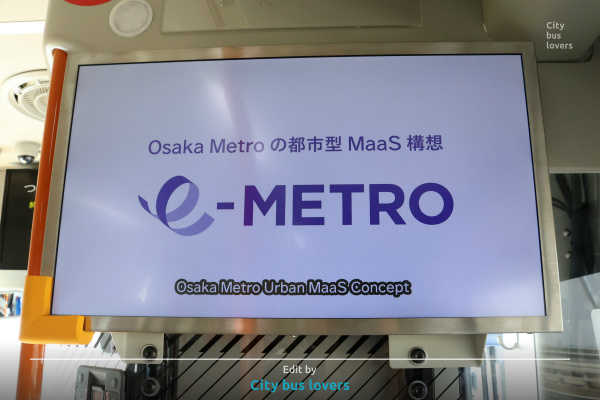 City
bus
lovers
Osaka Metro の都市型 MaaS 構想
e-METRO
Osaka Metro Urban MaaS Concept
つ
Edit by
City bus lovers